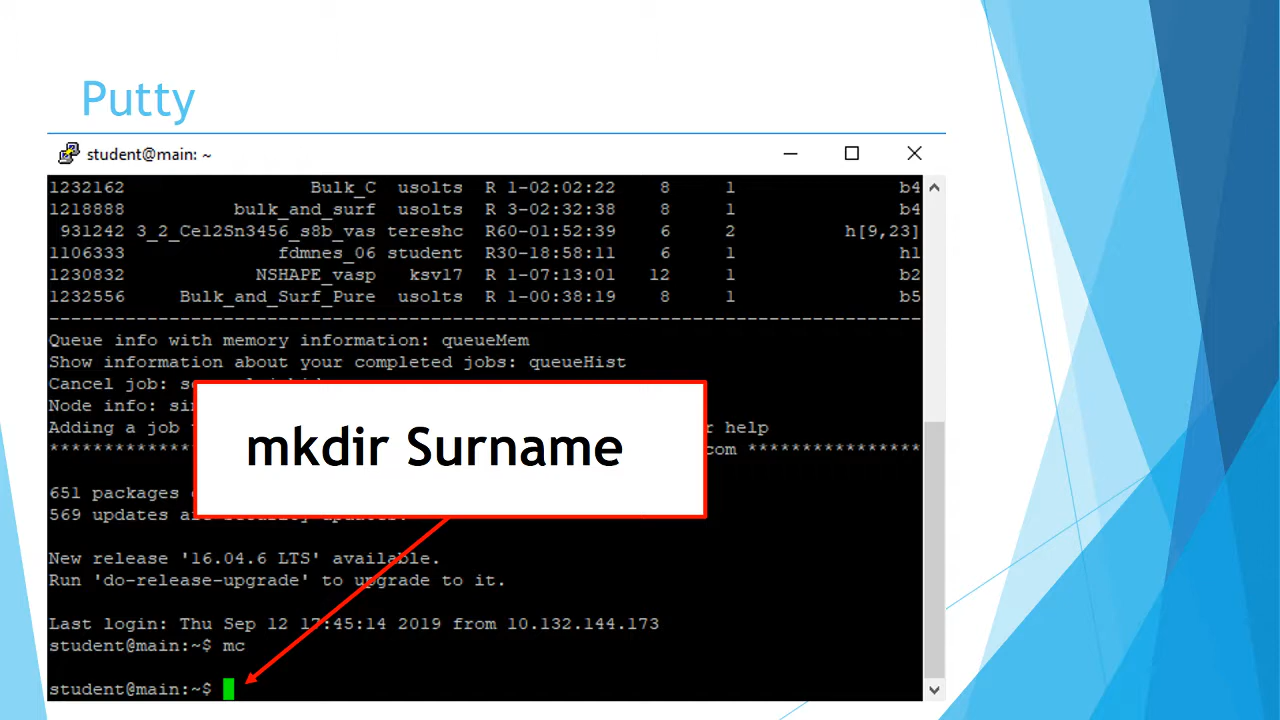 Putty
student@main: ~
1232162 Bulk_C usolts R 1-02:02:22 8 1 b4
1218888 bulk_and_surf usolts R 3-02:32:38 8 1 b4
931242 3_2_Ce12Sn3456_s8b_vas tereshc R60-01:52:39 6 2 h[9,23]
1106333 fdmnes_06 student R30-18:58:11 6 1 h1
1230832 NSHAPE_vasp ksv17 R 1-07:13:01 12 1 b2
1232556 Bulk_and_Surf_Pure usolts R 1-00:38:19 8 1 b5
--------------------------------------------------------------------------------
Queue info with memory information: queueMem
Show information about your completed jobs: queueHist
Cancel job:
Node info:
Adding a job help
************* com ****************
mkdir Surname
651 packages
569 updates
New release '16.04.6 LTS' available.
Run 'do-release-upgrade' to upgrade to it.
Last login: Thu Sep 12 17:45:14 2019 from 10.132.144.173
student@main:~$ mc
student@main:~$